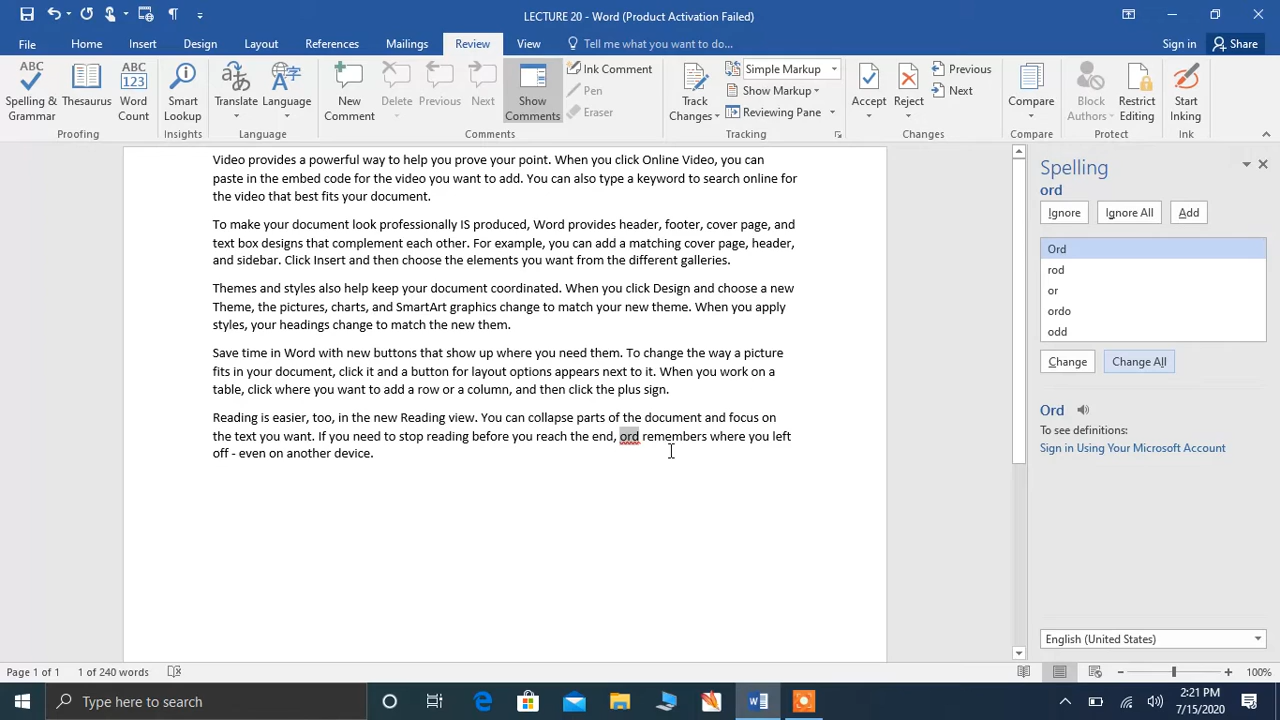 LECTURE 20 - Word (Product Activation Failed)
File Home Insert Design Layout References Mailings Review View Tell me what you want to do... Sign in Share
ABC
Spelling & Grammar
Thesaurus
ABC
123
Word Count
Proofing
Smart Lookup
Insights
Translate
Language
Language
New Comment
Delete
Previous
Next
Show Comments
Comments
Ink Comment
Pen
Eraser
Track Changes
Simple Markup
Show Markup
Reviewing Pane
Tracking
Accept
Reject
Previous
Next
Changes
Compare
Compare
Block Authors
Restrict Editing
Protect
Start Inking
Ink
Video provides a powerful way to help you prove your point. When you click Online Video, you can
paste in the embed code for the video you want to add. You can also type a keyword to search online for
the video that best fits your document.
To make your document look professionally IS produced, Word provides header, footer, cover page, and
text box designs that complement each other. For example, you can add a matching cover page, header,
and sidebar. Click Insert and then choose the elements you want from the different galleries.
Themes and styles also help keep your document coordinated. When you click Design and choose a new
Theme, the pictures, charts, and SmartArt graphics change to match your new theme. When you apply
styles, your headings change to match the new them.
Save time in Word with new buttons that show up where you need them. To change the way a picture
fits in your document, click it and a button for layout options appears next to it. When you work on a
table, click where you want to add a row or a column, and then click the plus sign.
Reading is easier, too, in the new Reading view. You can collapse parts of the document and focus on
the text you want. If you need to stop reading before you reach the end, ord remembers where you left
off - even on another device.
Spelling
ord
Ignore Ignore All Add
Ord
rod
or
ordo
odd
Change Change All
Ord
To see definitions:
Sign in Using Your Microsoft Account
English (United States)
Page 1 of 1 1 of 240 words 100%
Type here to search
2:21 PM
7/15/2020